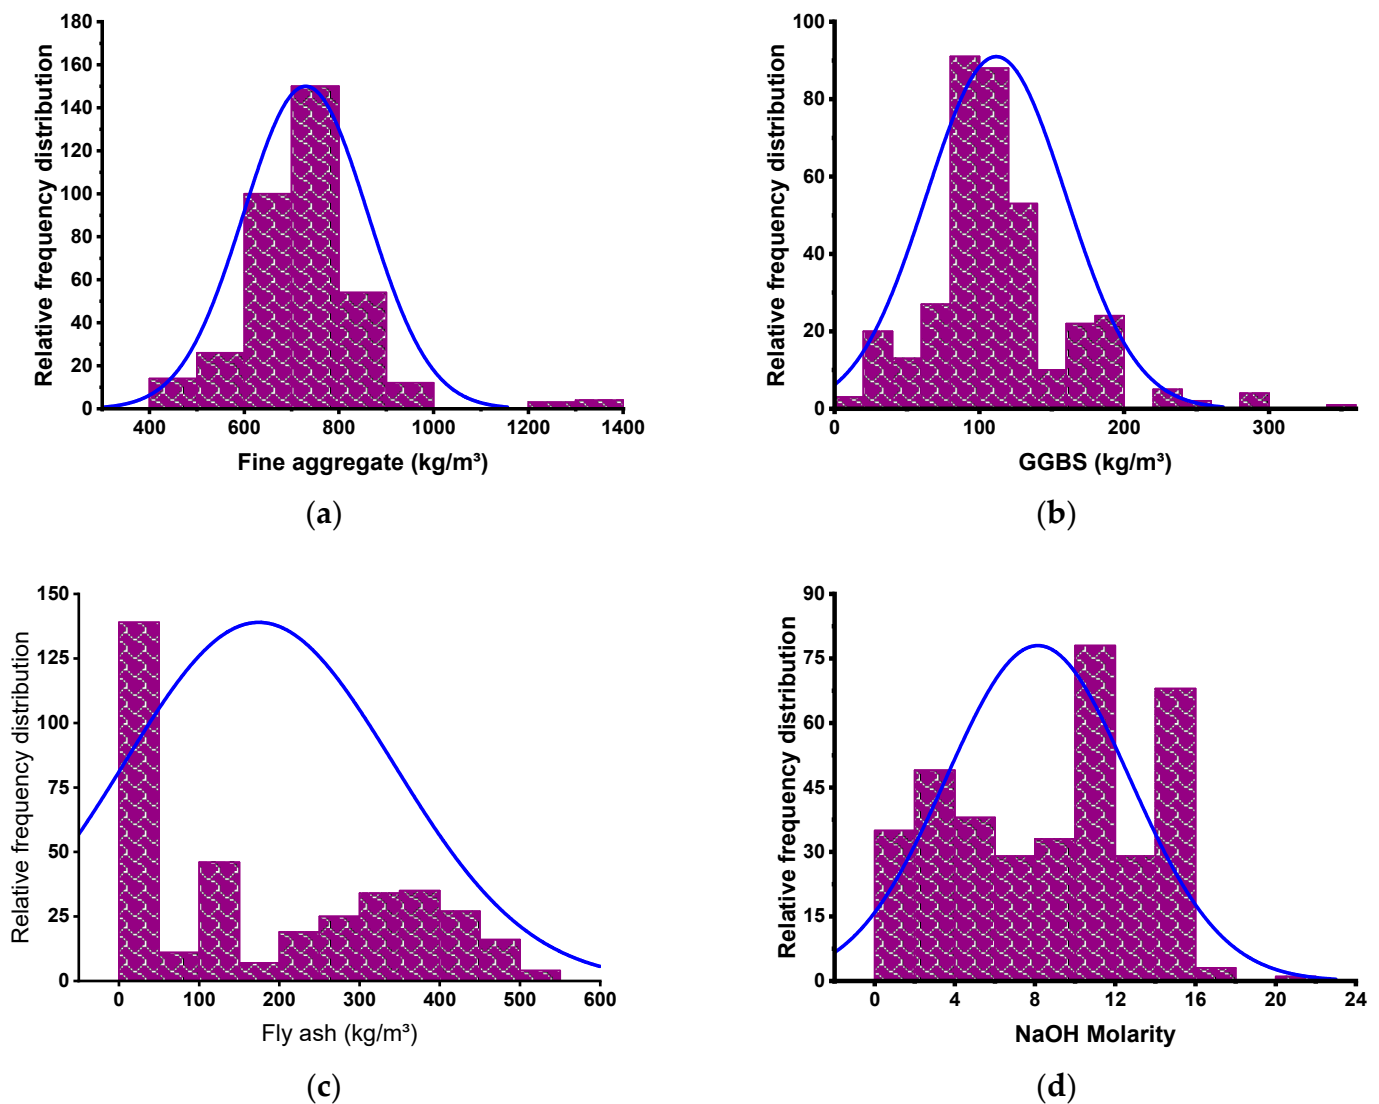 Relative frequency distribution
180
160
140
120
100
80
60
40
20
0
400 600 800 1000 1200 1400
Fine aggregate (kg/m³)
(a)
Relative frequency distribution
100
80
60
40
20
0
0 100 200 300
GGBS (kg/m³)
(b)
Relative frequency distribution
150
125
100
75
50
25
0
0 100 200 300 400 500 600
Fly ash (kg/m³)
(c)
Relative frequency distribution
90
75
60
45
30
15
0
0 4 8 12 16 20 24
NaOH Molarity
(d)